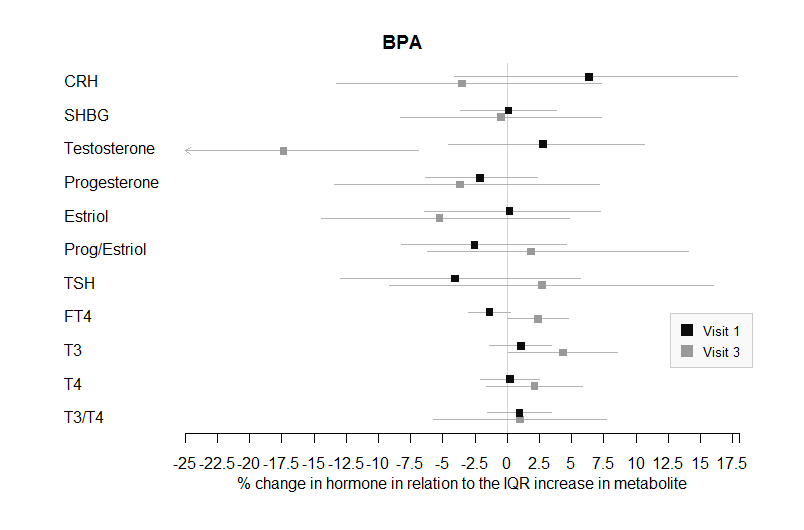 BPA
CRH
SHBG
Testosterone
Progesterone
Estriol
Prog/Estriol
TSH
FT4
T3
T4
T3/T4
Visit 1
Visit 3
-25 -22.5 -20 -17.5 -15 -12.5 -10 -7.5 -5 -2.5 0 2.5 5 7.5 10 12.5 15 17.5
% change in hormone in relation to the IQR increase in metabolite